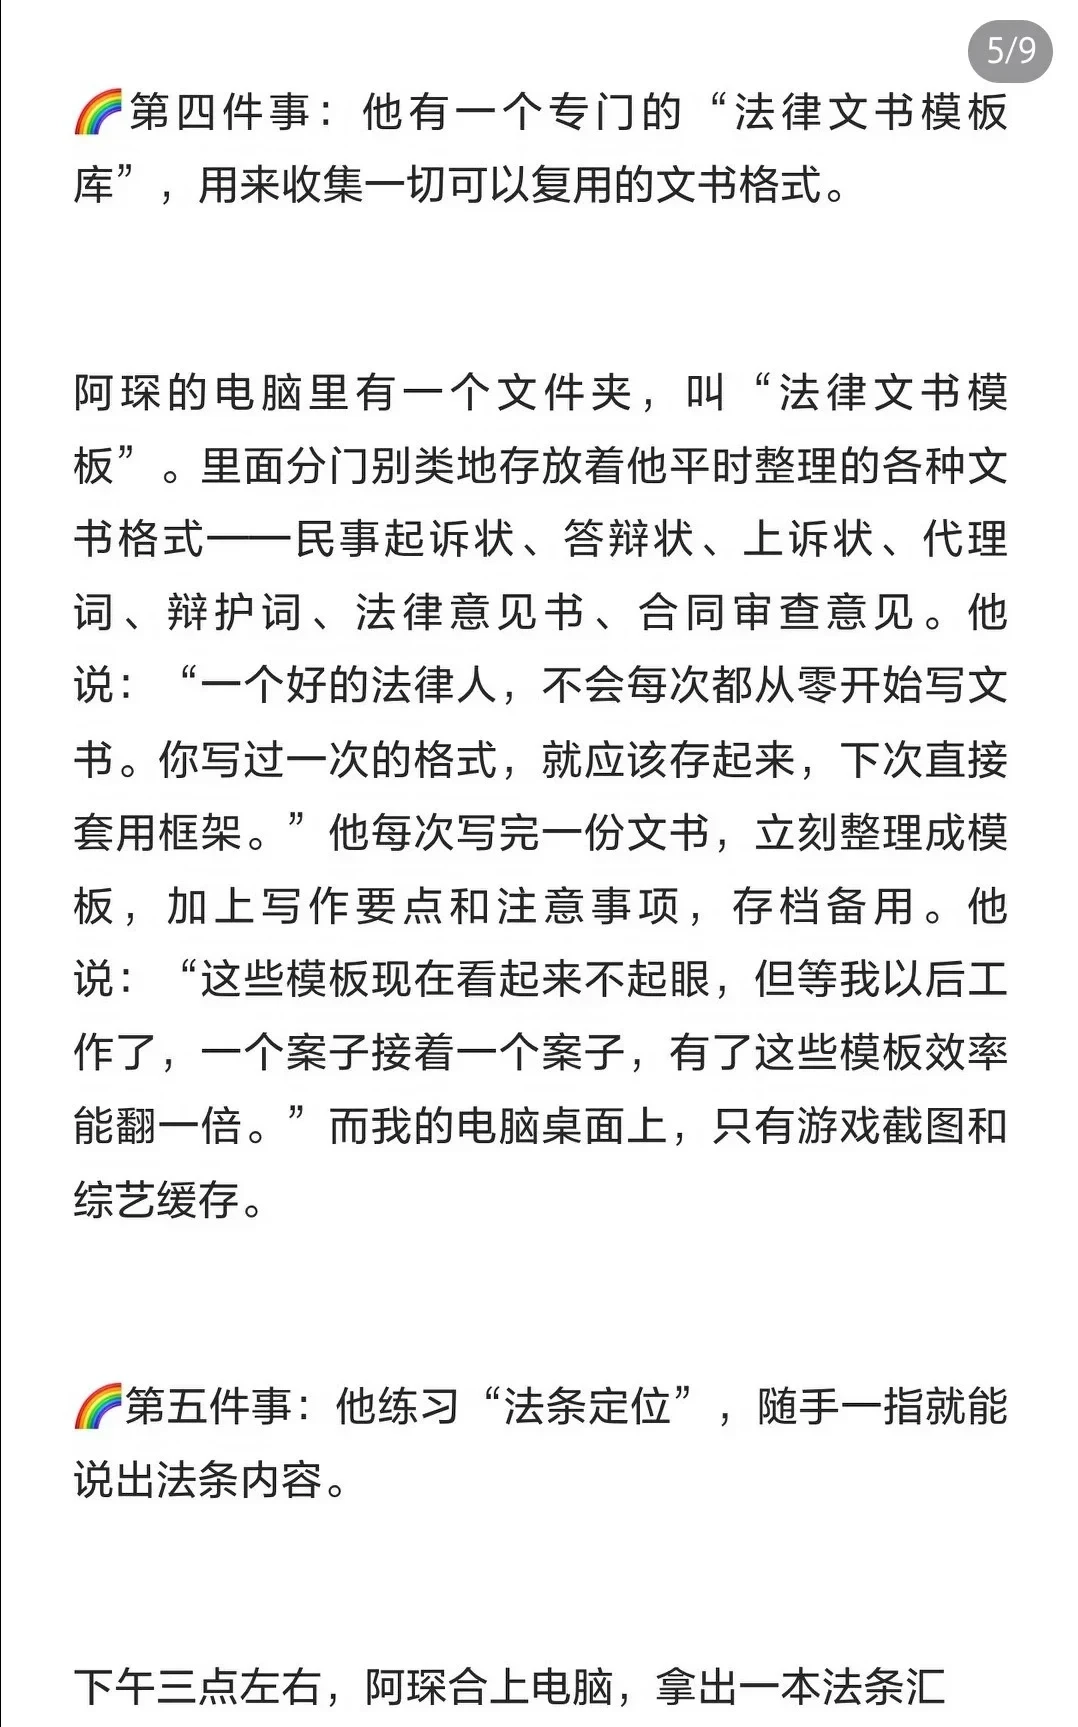 5/9
🌈第四件事：他有一个专门的“法律文书模板
库”，用来收集一切可以复用的文书格式。
阿琛的电脑里有一个文件夹，叫“法律文书模
板”。里面分门别类地存放着他平时整理的各种文
书格式——民事起诉状、答辩状、上诉状、代理
词、辩护词、法律意见书、合同审查意见。他
说：“一个好的法律人，不会每次都从零开始写文
书。你写过一次的格式，就应该存起来，下次直接
套用框架。”他每次写完一份文书，立刻整理成模
板，加上写作要点和注意事项，存档备用。他
说：“这些模板现在看起来不起眼，但等我以后工
作了，一个案子接着一个案子，有了这些模板效率
能翻一倍。”而我的电脑桌面上，只有游戏截图和
综艺缓存。
🌈第五件事：他练习“法条定位”，随手一指就能
说出法条内容。
下午三点左右，阿琛合上电脑，拿出一本法条汇